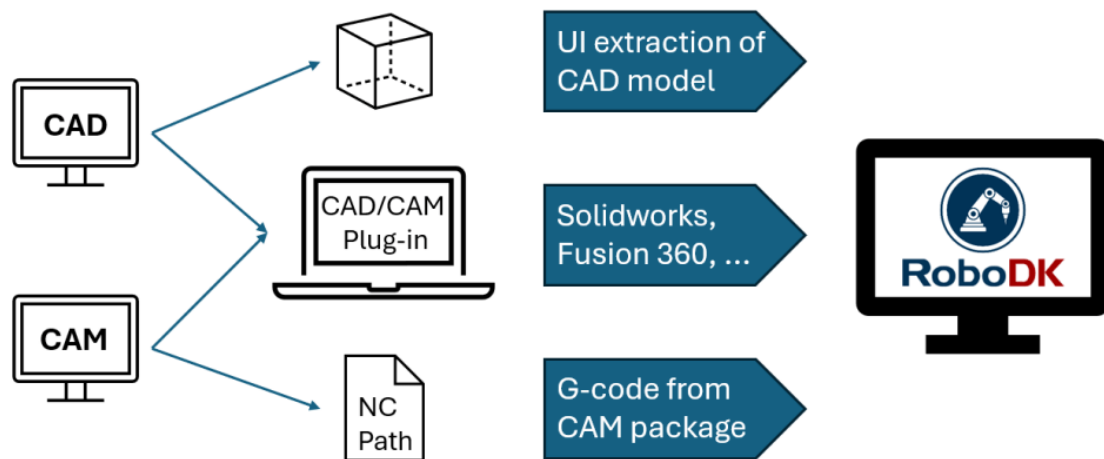 CAD
CAM
CAD/CAM
Plug-in
NC
Path
UI extraction of
CAD model
Solidworks,
Fusion 360, ...
G-code from
CAM package
RoboDK